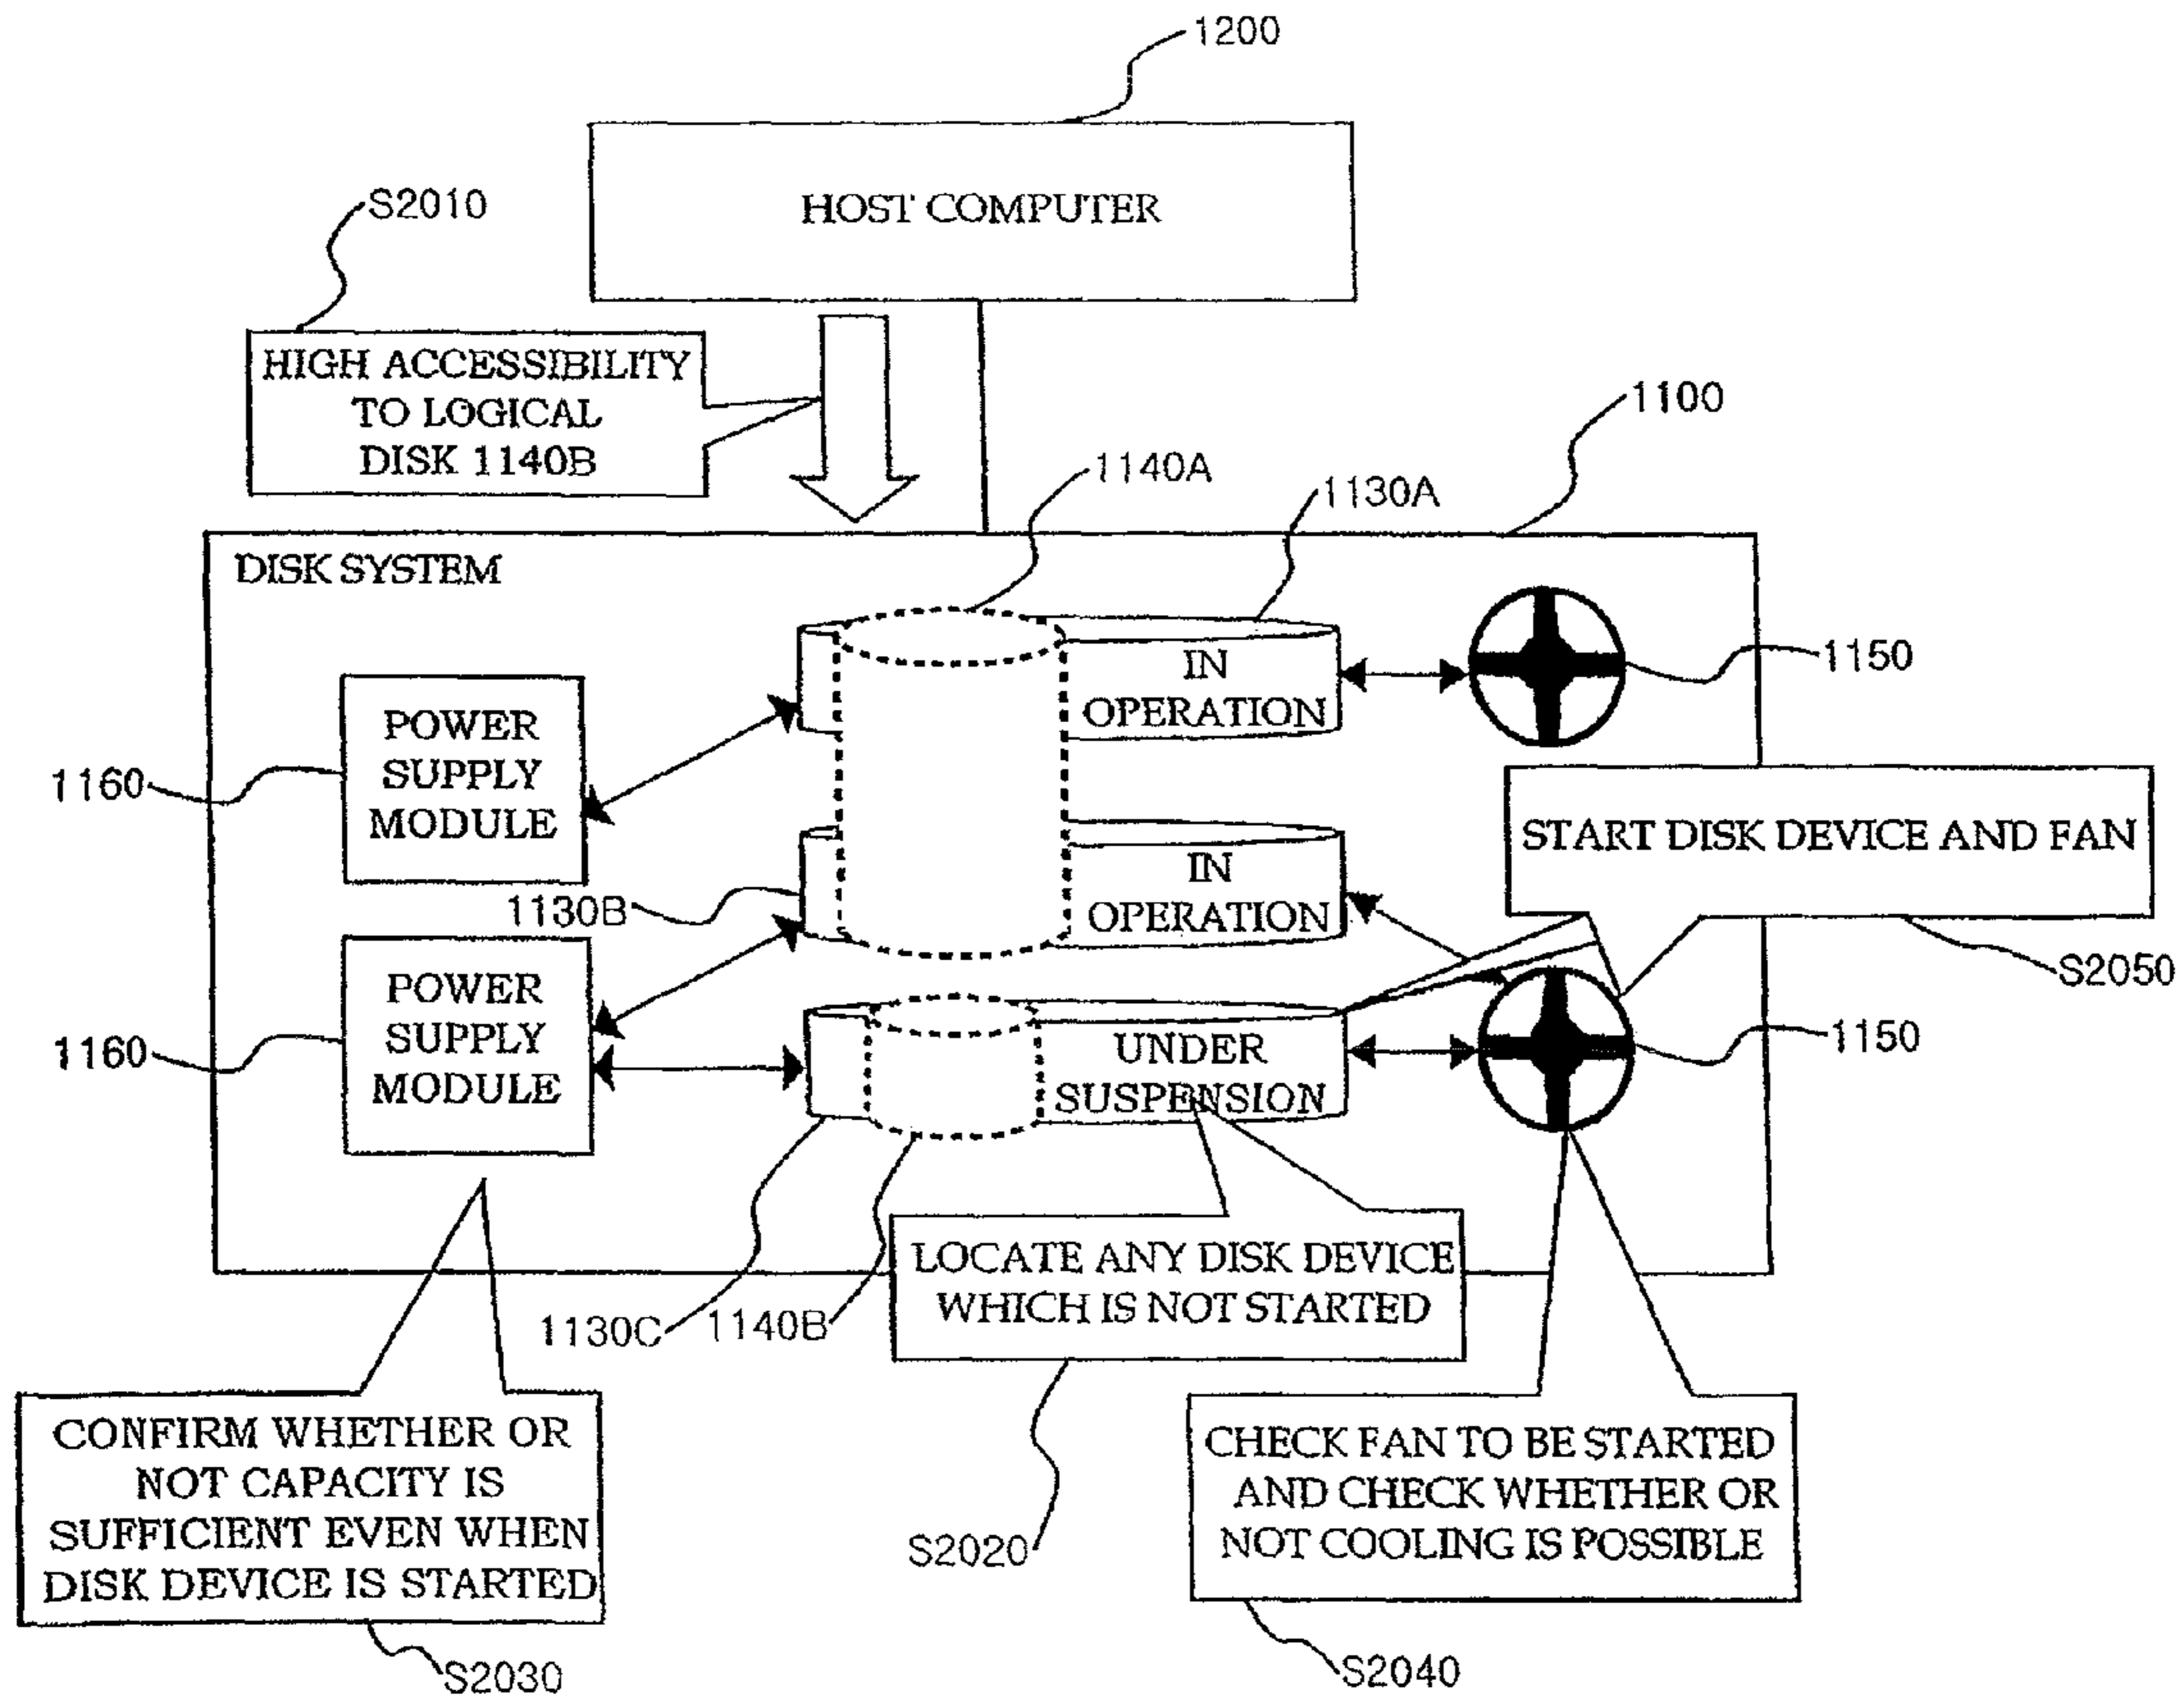 1200
HOST COMPUTER
S2010
HIGH ACCESSIBILITY
TO LOGICAL
DISK 1140B
1100
1140A
1130A
DISK SYSTEM
IN
OPERATION
1150
POWER
SUPPLY
MODULE
1160
START DISK DEVICE AND FAN
IN
OPERATION
1130B
S2050
POWER
SUPPLY
MODULE
1160
UNDER
SUSPENSION
1150
LOCATE ANY DISK DEVICE
WHICH IS NOT STARTED
1130C
1140B
CONFIRM WHETHER OR
NOT CAPACITY IS
SUFFICIENT EVEN WHEN
DISK DEVICE IS STARTED
CHECK FAN TO BE STARTED
AND CHECK WHETHER OR
NOT COOLING IS POSSIBLE
S2020
S2030
S2040